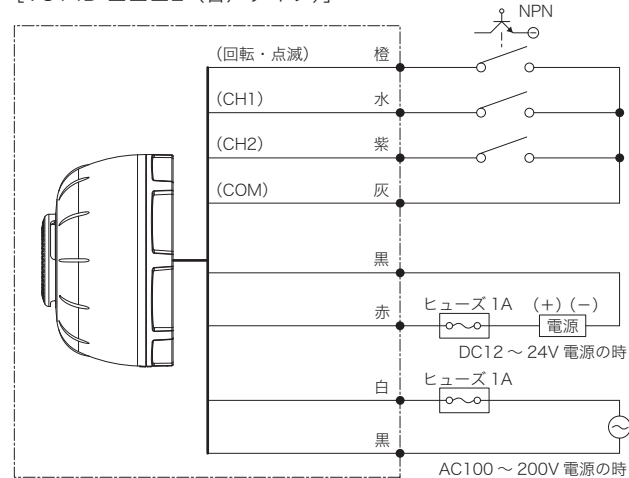 NPN
（回転・点滅） 橙
（CH1） 水
（CH2） 紫
（COM） 灰
黒
赤 ヒューズ 1A （+）（−）
電源
DC12 ～ 24V 電源の時
白 ヒューズ 1A
黒
AC100 ～ 200V 電源の時